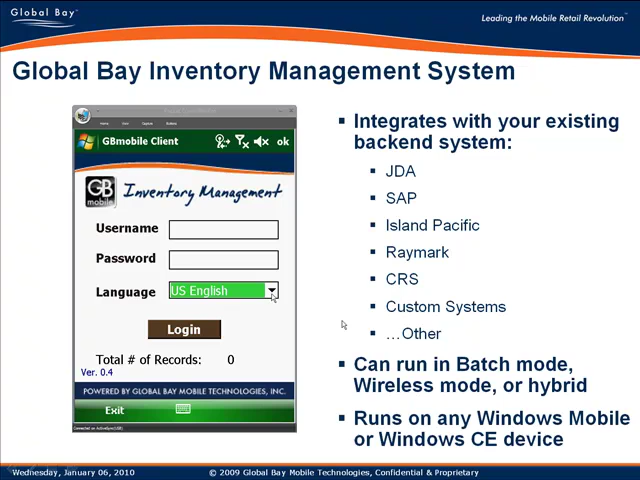 Global Bay
Leading the Mobile Retail Revolution
Global Bay Inventory Management System
GBmobile Client
ok
GB
mobile
Inventory Management
Username
Password
Language
US English
Login
Total # of Records: 0
Ver. 0.4
POWERED BY GLOBAL BAY MOBILE TECHNOLOGIES, INC.
Exit
Integrates with your existing
backend system:
JDA
SAP
Island Pacific
Raymark
CRS
Custom Systems
…Other
Can run in Batch mode,
Wireless mode, or hybrid
Runs on any Windows Mobile
or Windows CE device
Wednesday, January 06, 2010
© 2009 Global Bay Mobile Technologies, Confidential & Proprietary